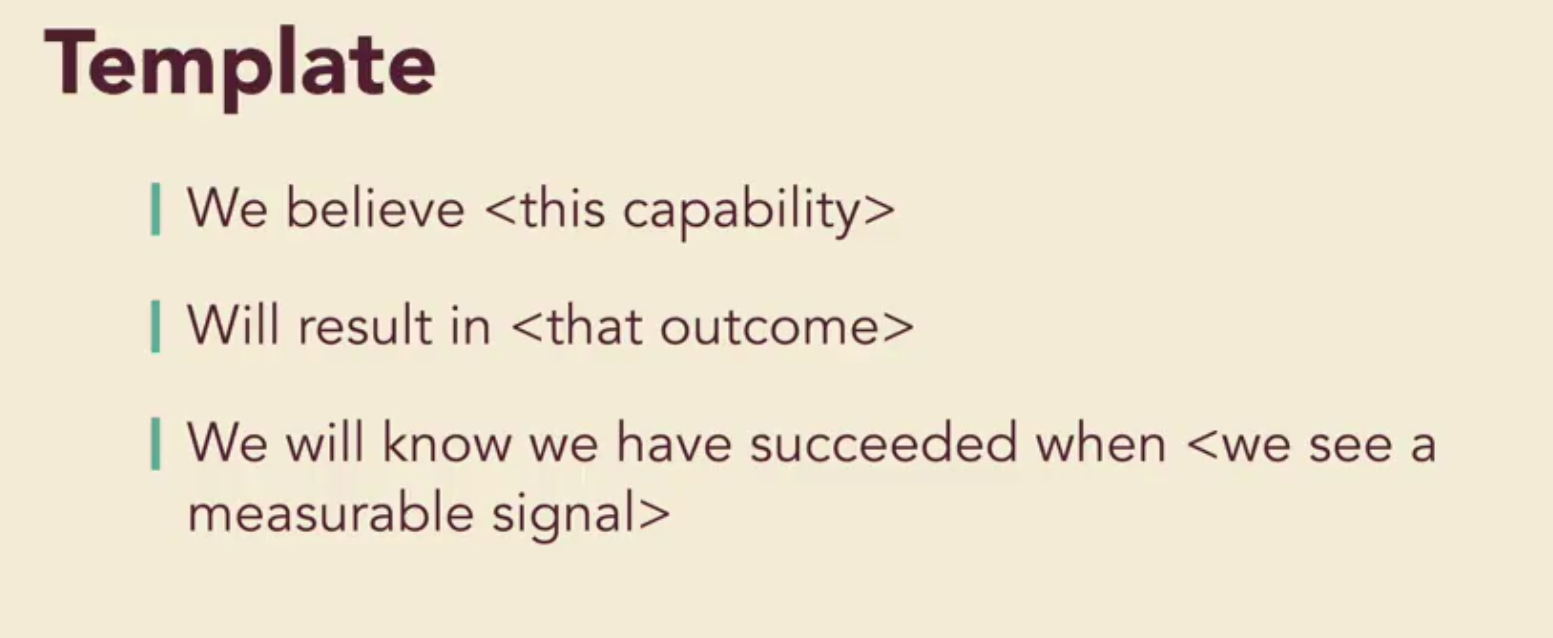 Template
We believe <this capability>
Will result in <that outcome>
We will know we have succeeded when <we see a
measurable signal>